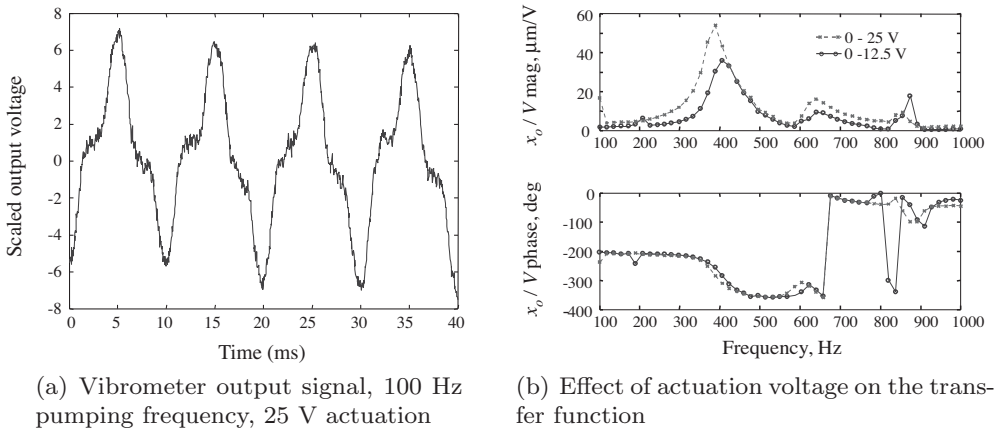 8
6
4
2
0
-2
-4
-6
-8
Scaled output voltage
0 5 10 15 20 25 30 35 40
Time (ms)
(a) Vibrometer output signal, 100 Hz
pumping frequency, 25 V actuation
60
40
20
0
x_o / V mag, μm/V
0 - 25 V
0 -12.5 V
100 200 300 400 500 600 700 800 900 1000
0
-100
-200
-300
-400
x_o / V phase, deg
100 200 300 400 500 600 700 800 900 1000
Frequency, Hz
(b) Effect of actuation voltage on the trans-
fer function